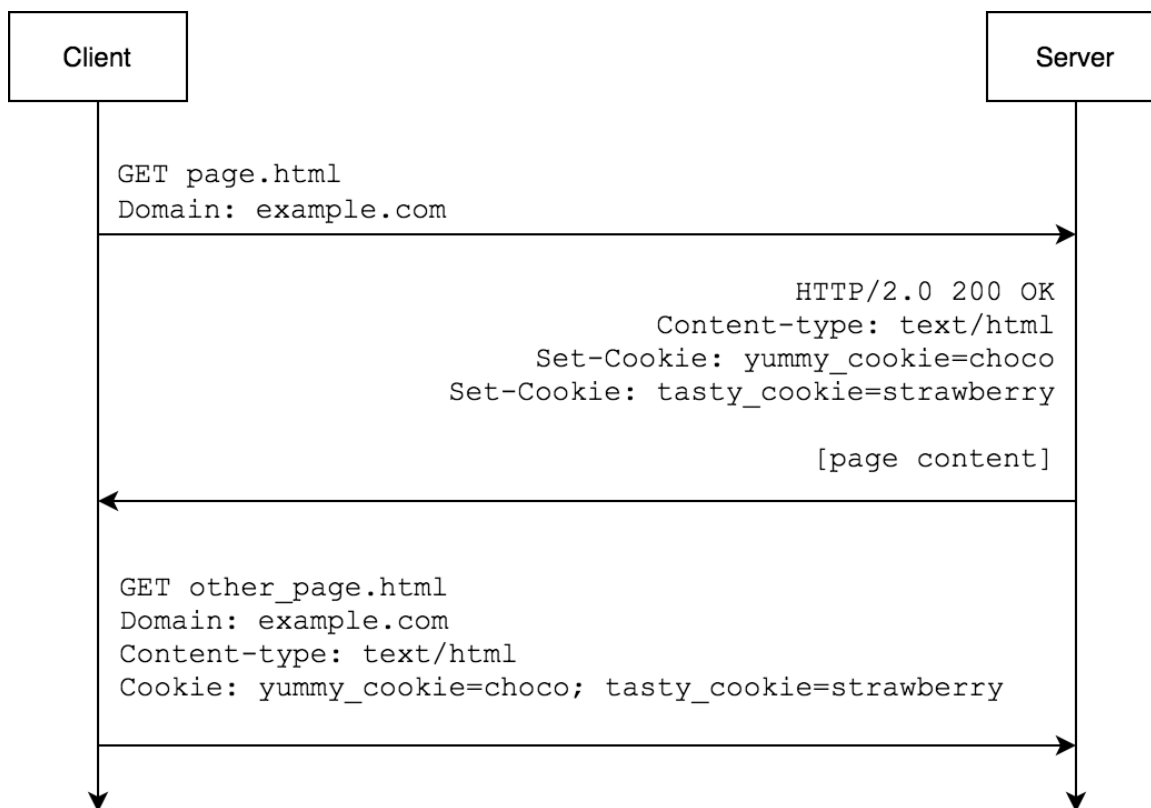 Client
Server
GET page.html
Domain: example.com
HTTP/2.0 200 OK
Content-type: text/html
Set-Cookie: yummy_cookie=choco
Set-Cookie: tasty_cookie=strawberry
[page content]
GET other_page.html
Domain: example.com
Content-type: text/html
Cookie: yummy_cookie=choco; tasty_cookie=strawberry